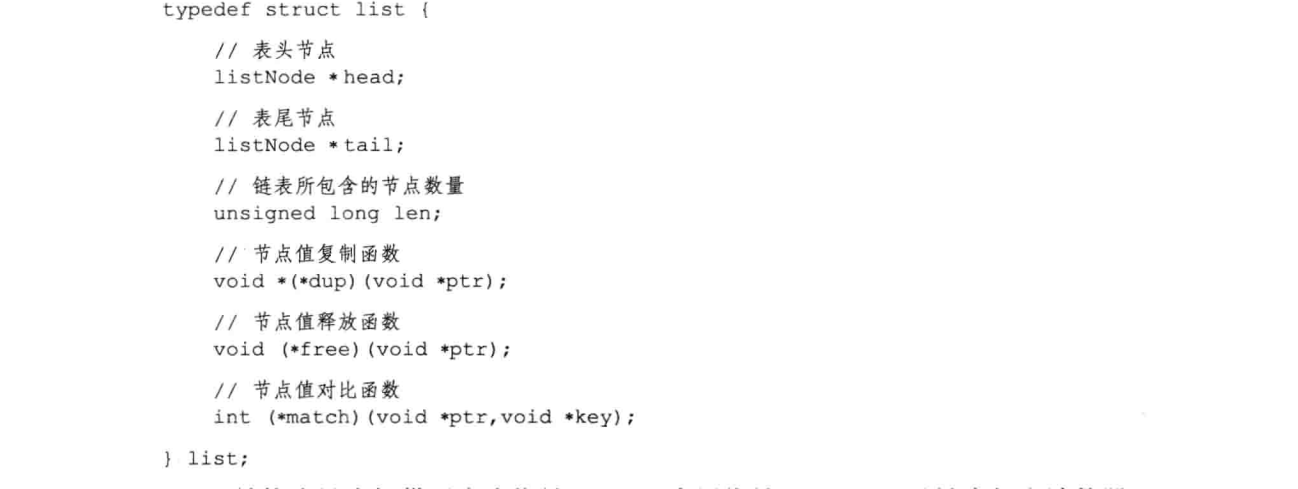 typedef struct list {
// 表头节点
listNode *head;
// 表尾节点
listNode *tail;
// 链表所包含的节点数量
unsigned long len;
// 节点值复制函数
void *(*dup)(void *ptr);
// 节点值释放函数
void (*free)(void *ptr);
// 节点值对比函数
int (*match)(void *ptr,void *key);
} list;